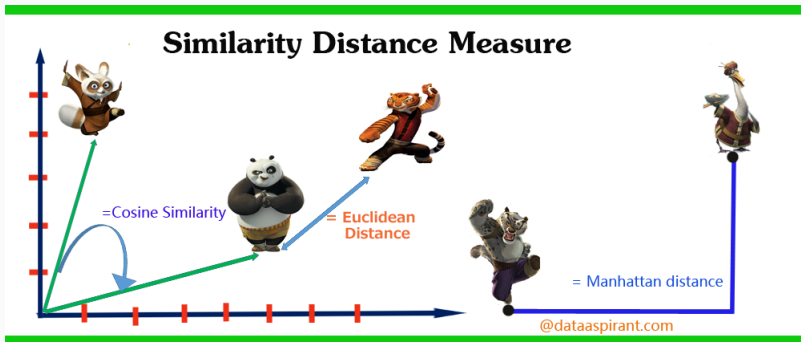 Similarity Distance Measure
=Cosine Similarity
= Euclidean
Distance
= Manhattan distance
@dataaspirant.com